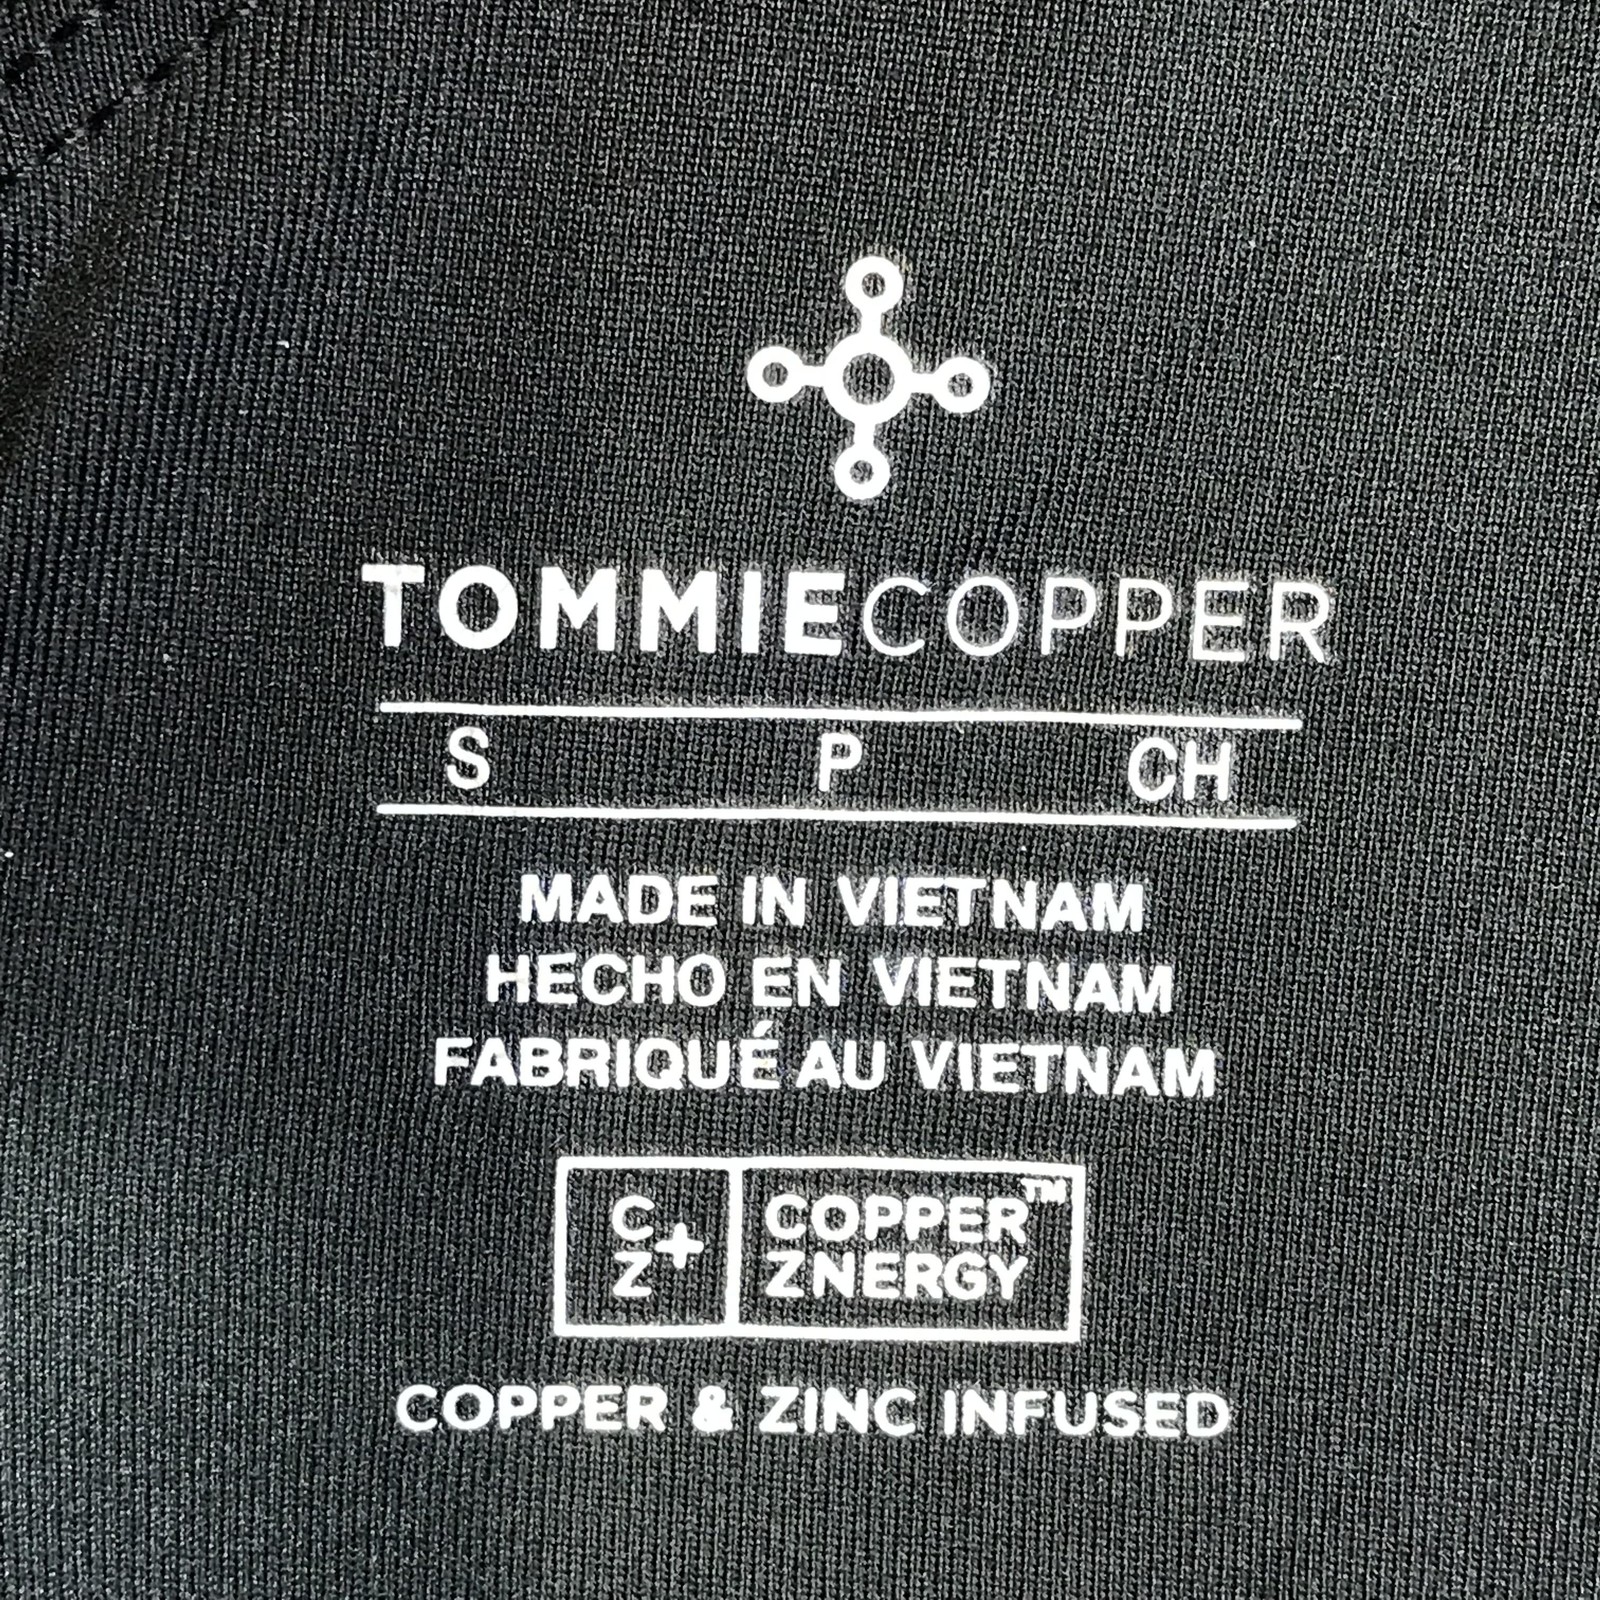 TOMMIECOPPER
S P CH
MADE IN VIETNAM
HECHO EN VIETNAM
FABRIQUÉ AU VIETNAM
C
Z+
COPPER™
ZNERGY
COPPER & ZINC INFUSED